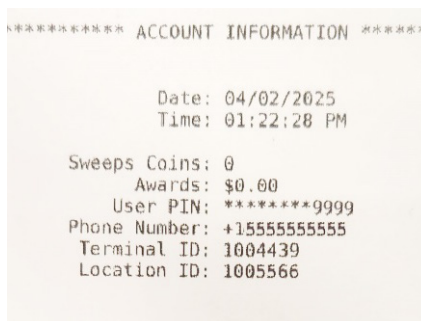 *********** ACCOUNT INFORMATION ******
Date: 04/02/2025
Time: 01:22:28 PM
Sweeps Coins: 0
Awards: $0.00
User PIN: ********9999
Phone Number: +15555555555
Terminal ID: 1004439
Location ID: 1005566